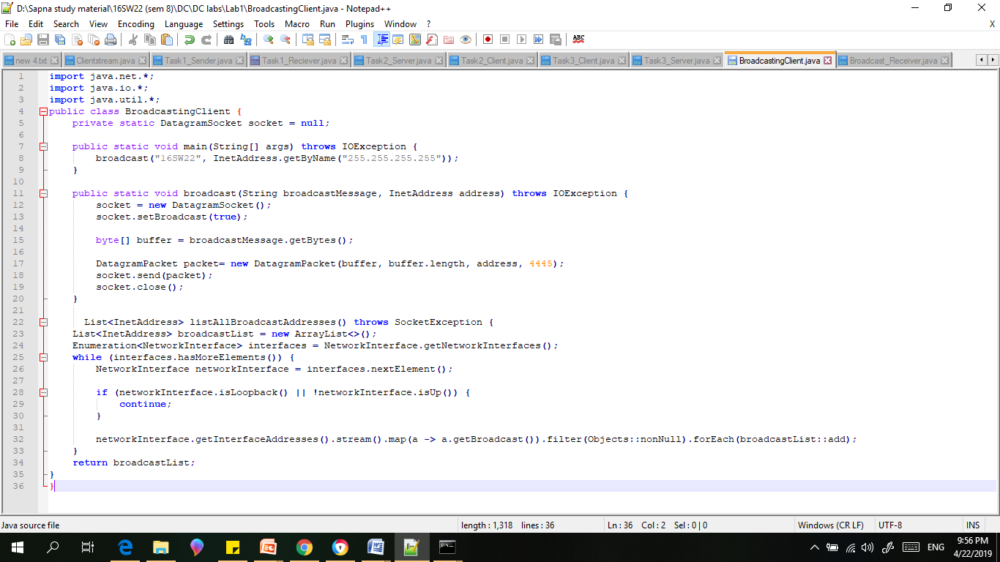 D:\Sapna study material\16SW22 (sem 8)\DC\DC labs\Lab1\BroadcastingClient.java - Notepad++
File Edit Search View Encoding Language Settings Tools Macro Run Plugins Window ? X
ABC
new 4.txt Clientstream.java Task1_Sender.java Task1_Reciever.java Task2_Server.java Task2_Client.java Task3_Client.java Task3_Server.java BroadcastingClient.java Broadcast_Receiver.java
1 import java.net.*;
2 import java.io.*;
3 import java.util.*;
4 public class BroadcastingClient {
5 private static DatagramSocket socket = null;
6
7 public static void main(String[] args) throws IOException {
8 broadcast("16SW22", InetAddress.getByName("255.255.255.255"));
9 }
10
11 public static void broadcast(String broadcastMessage, InetAddress address) throws IOException {
12 socket = new DatagramSocket();
13 socket.setBroadcast(true);
14
15 byte[] buffer = broadcastMessage.getBytes();
16
17 DatagramPacket packet= new DatagramPacket(buffer, buffer.length, address, 4445);
18 socket.send(packet);
19 socket.close();
20 }
21
22 List<InetAddress> listAllBroadcastAddresses() throws SocketException {
23 List<InetAddress> broadcastList = new ArrayList<>();
24 Enumeration<NetworkInterface> interfaces = NetworkInterface.getNetworkInterfaces();
25 while (interfaces.hasMoreElements()) {
26 NetworkInterface networkInterface = interfaces.nextElement();
27
28 if (networkInterface.isLoopback() || !networkInterface.isUp()) {
29 continue;
30 }
31
32 networkInterface.getInterfaceAddresses().stream().map(a -> a.getBroadcast()).filter(Objects::nonNull).forEach(broadcastList::add);
33 }
34 return broadcastList;
35 }
36 }
Java source file length : 1,318 lines : 36 Ln : 36 Col : 2 Sel : 0 | 0 Windows (CR LF) UTF-8 INS
ENG 9:56 PM
4/22/2019